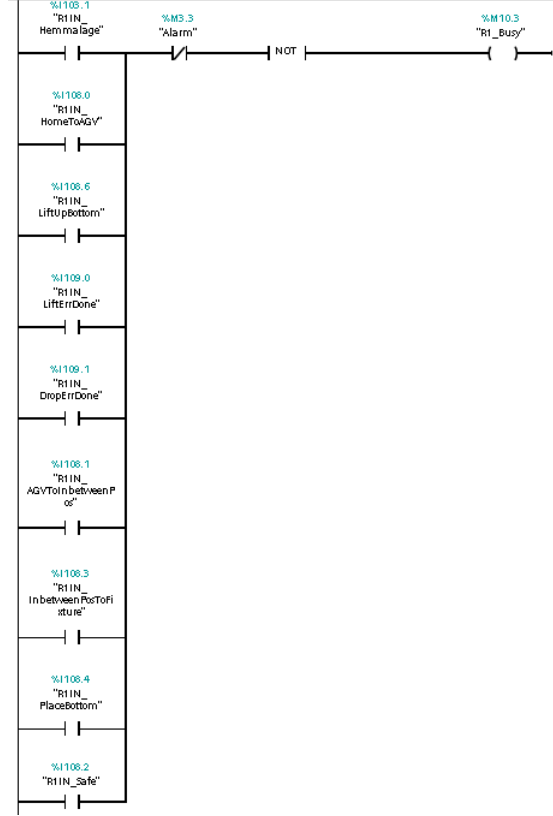 %I103.1
"R1IN_
Hemmalage"
%M3.3
"Alarm"
NOT
%M10.3
"R1_Busy"
%I108.0
"R1IN_
HomeToAGV"
%I108.6
"R1IN_
LiftUpBottom"
%I109.0
"R1IN_
LiftErrDone"
%I109.1
"R1IN_
DropErrDone"
%I108.1
"R1IN_
AGVToInbetweenP
os"
%I108.3
"R1IN_
InbetweenPosToFi
xture"
%I108.4
"R1IN_
PlaceBottom"
%I108.2
"R1IN_Safe"